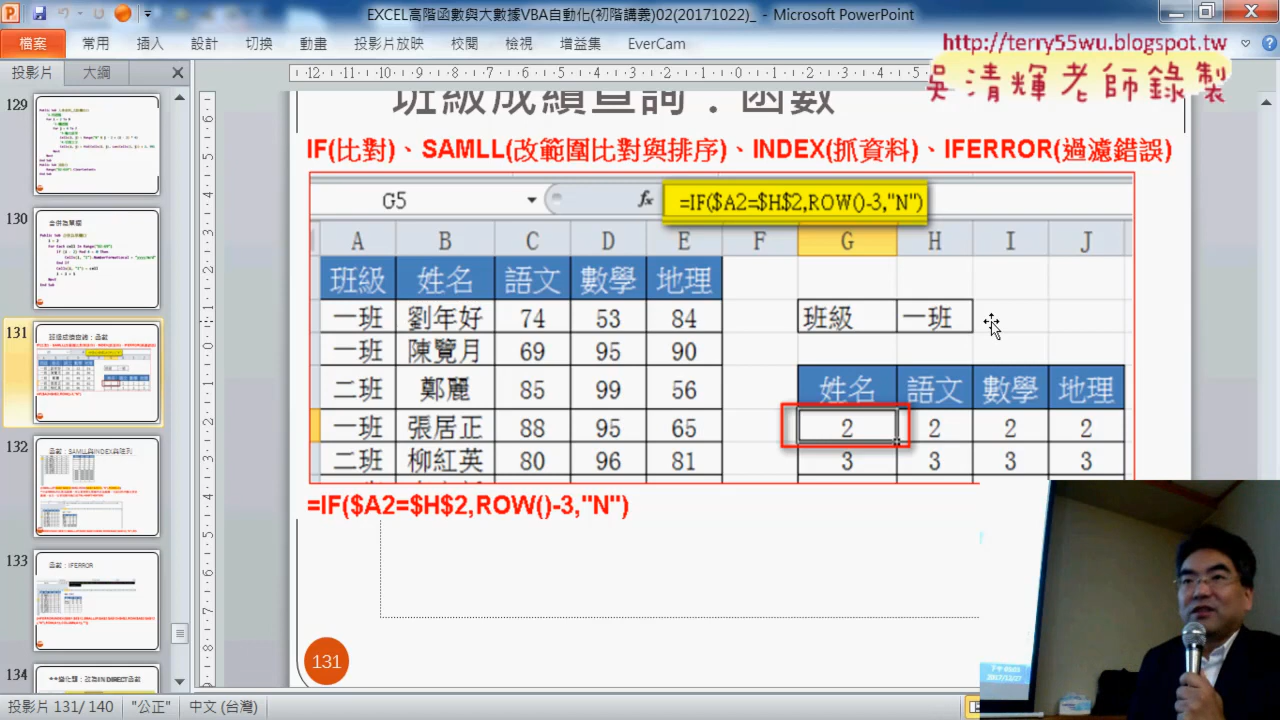 EXCEL高階函數與大數據VBA自動化(初階講義)02(20171022)_ - Microsoft PowerPoint
檔案 常用 插入 設計 切換 動畫 投影片放映 校閱 檢視 增益集 EverCam
http://terry55wu.blogspot.tw
吳清輝老師錄製
投影片 大綱
129
130
131
132
133
134
班級成績查詢：函數
IF(比對)、SAMLL(改範圍比對與排序)、INDEX(抓資料)、IFERROR(過濾錯誤)
G5 fx =IF($A2=$H$2,ROW()-3,"N")
A B C D E F G H I J
班級 姓名 語文 數學 地理
一班 劉年好 74 53 84 班級 一班
一班 陳覽月 69 95 90
二班 鄭麗 85 99 56 姓名 語文 數學 地理
一班 張居正 88 95 65 2 2 2 2
二班 柳紅英 80 96 81 3 3 3 3
=IF($A2=$H$2,ROW()-3,"N")
131
投影片 131/ 140 "公正" 中文 (台灣)